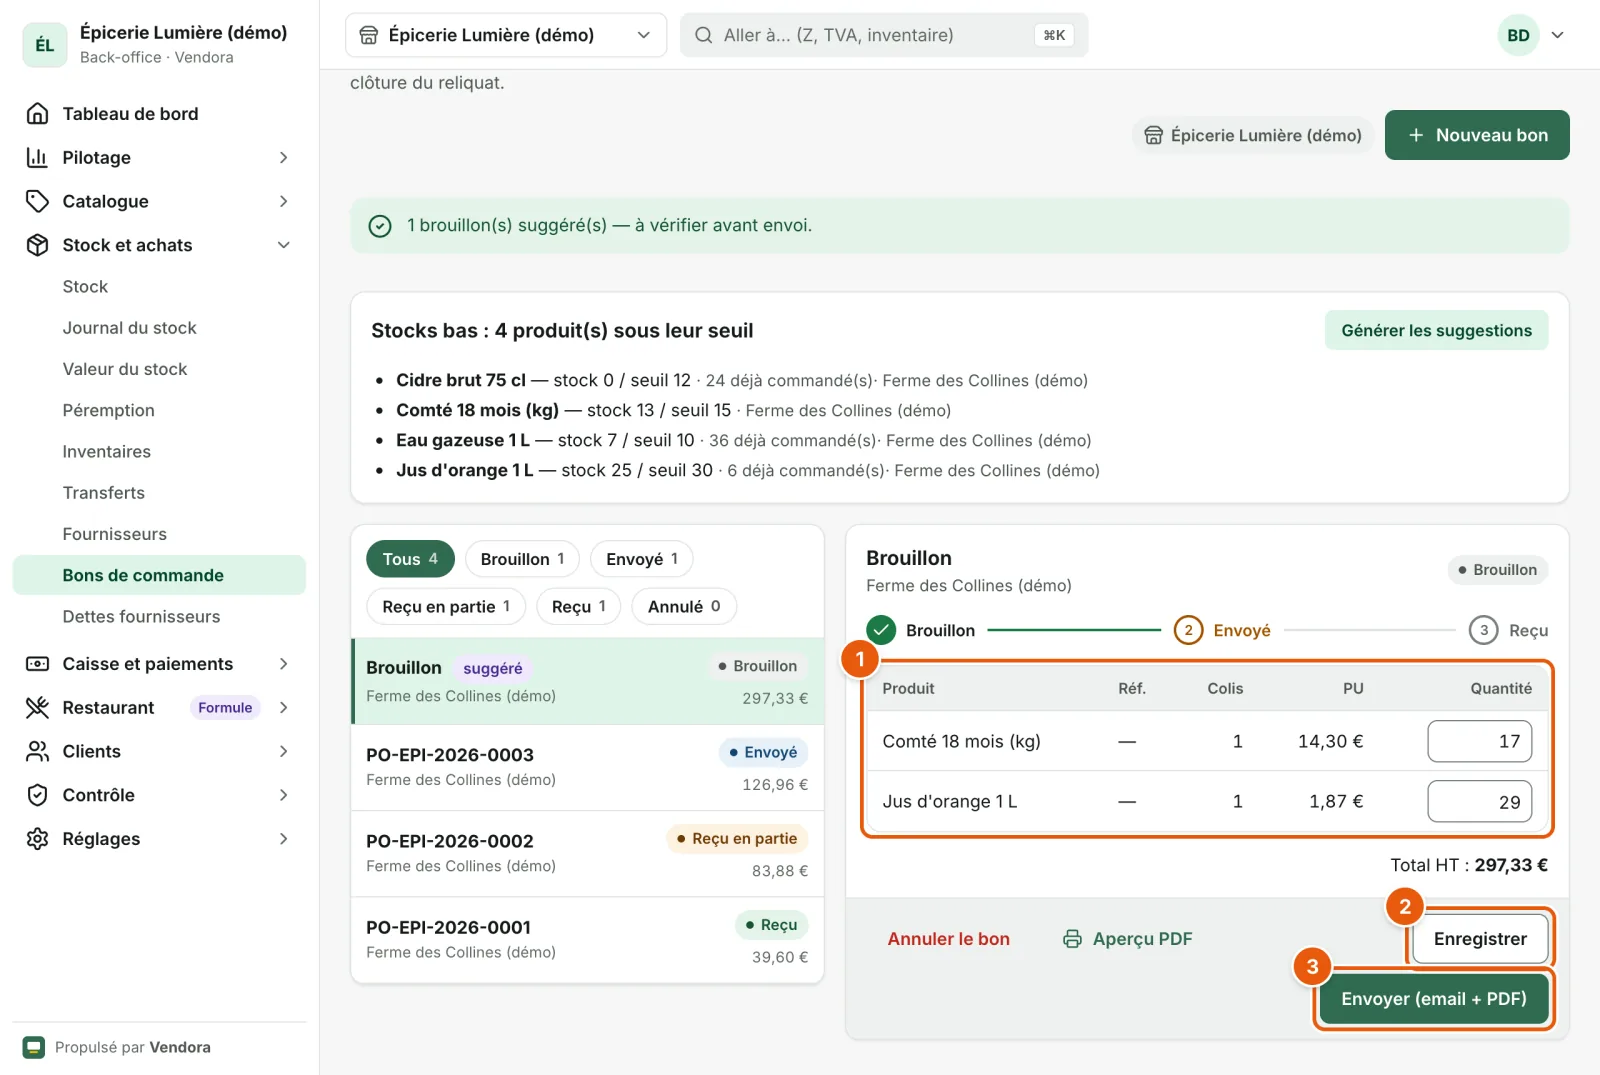 ÉL
Épicerie Lumière (démo)
Back-office · Vendora
Tableau de bord
Pilotage
Catalogue
Stock et achats
Stock
Journal du stock
Valeur du stock
Péremption
Inventaires
Transferts
Fournisseurs
Bons de commande
Dettes fournisseurs
Caisse et paiements
Restaurant Formule
Clients
Contrôle
Réglages
Propulsé par Vendora
Épicerie Lumière (démo)
Aller à... (Z, TVA, inventaire) ⌘K
BD
clôture du reliquat.
Épicerie Lumière (démo)
+ Nouveau bon
1 brouillon(s) suggéré(s) — à vérifier avant envoi.
Stocks bas : 4 produit(s) sous leur seuil
Générer les suggestions
• Cidre brut 75 cl — stock 0 / seuil 12 · 24 déjà commandé(s)· Ferme des Collines (démo)
• Comté 18 mois (kg) — stock 13 / seuil 15 · Ferme des Collines (démo)
• Eau gazeuse 1 L — stock 7 / seuil 10 · 36 déjà commandé(s)· Ferme des Collines (démo)
• Jus d'orange 1 L — stock 25 / seuil 30 · 6 déjà commandé(s)· Ferme des Collines (démo)
Tous 4 Brouillon 1 Envoyé 1
Reçu en partie 1 Reçu 1 Annulé 0
Brouillon suggéré • Brouillon
Ferme des Collines (démo) 297,33 €
PO-EPI-2026-0003 • Envoyé
Ferme des Collines (démo) 126,96 €
PO-EPI-2026-0002 • Reçu en partie
Ferme des Collines (démo) 83,88 €
PO-EPI-2026-0001 • Reçu
Ferme des Collines (démo) 39,60 €
Brouillon
Ferme des Collines (démo)
• Brouillon
Brouillon 2 Envoyé 3 Reçu
1
Produit Réf. Colis PU Quantité
Comté 18 mois (kg) — 1 14,30 € 17
Jus d'orange 1 L — 1 1,87 € 29
Total HT : 297,33 €
2
Annuler le bon Aperçu PDF Enregistrer
3
Envoyer (email + PDF)